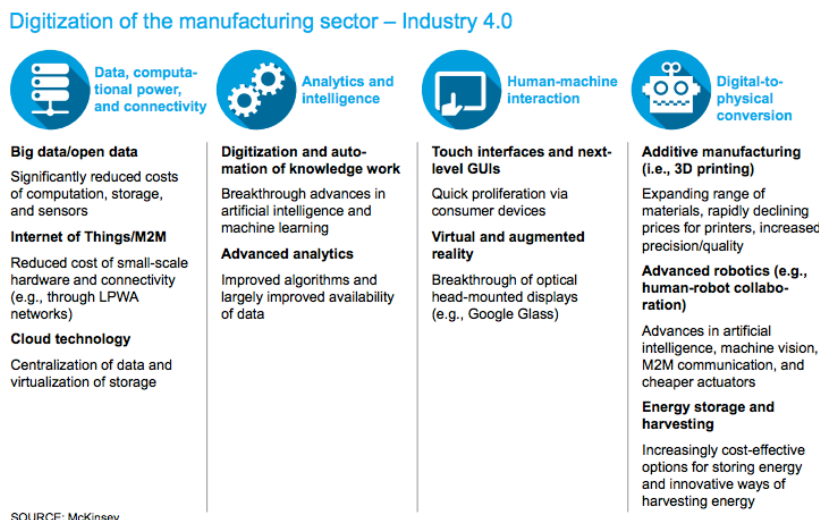 Digitization of the manufacturing sector – Industry 4.0
Data, computa-
tional power,
and connectivity
Big data/open data
Significantly reduced costs
of computation, storage,
and sensors
Internet of Things/M2M
Reduced cost of small-scale
hardware and connectivity
(e.g., through LPWA
networks)
Cloud technology
Centralization of data and
virtualization of storage
Analytics and
intelligence
Digitization and auto-
mation of knowledge work
Breakthrough advances in
artificial intelligence and
machine learning
Advanced analytics
Improved algorithms and
largely improved availability
of data
Human-machine
interaction
Touch interfaces and next-
level GUIs
Quick proliferation via
consumer devices
Virtual and augmented
reality
Breakthrough of optical
head-mounted displays
(e.g., Google Glass)
Digital-to-
physical
conversion
Additive manufacturing
(i.e., 3D printing)
Expanding range of
materials, rapidly declining
prices for printers, increased
precision/quality
Advanced robotics (e.g.,
human-robot collabo-
ration)
Advances in artificial
intelligence, machine vision,
M2M communication, and
cheaper actuators
Energy storage and
harvesting
Increasingly cost-effective
options for storing energy
and innovative ways of
harvesting energy
SOURCE: McKinsey